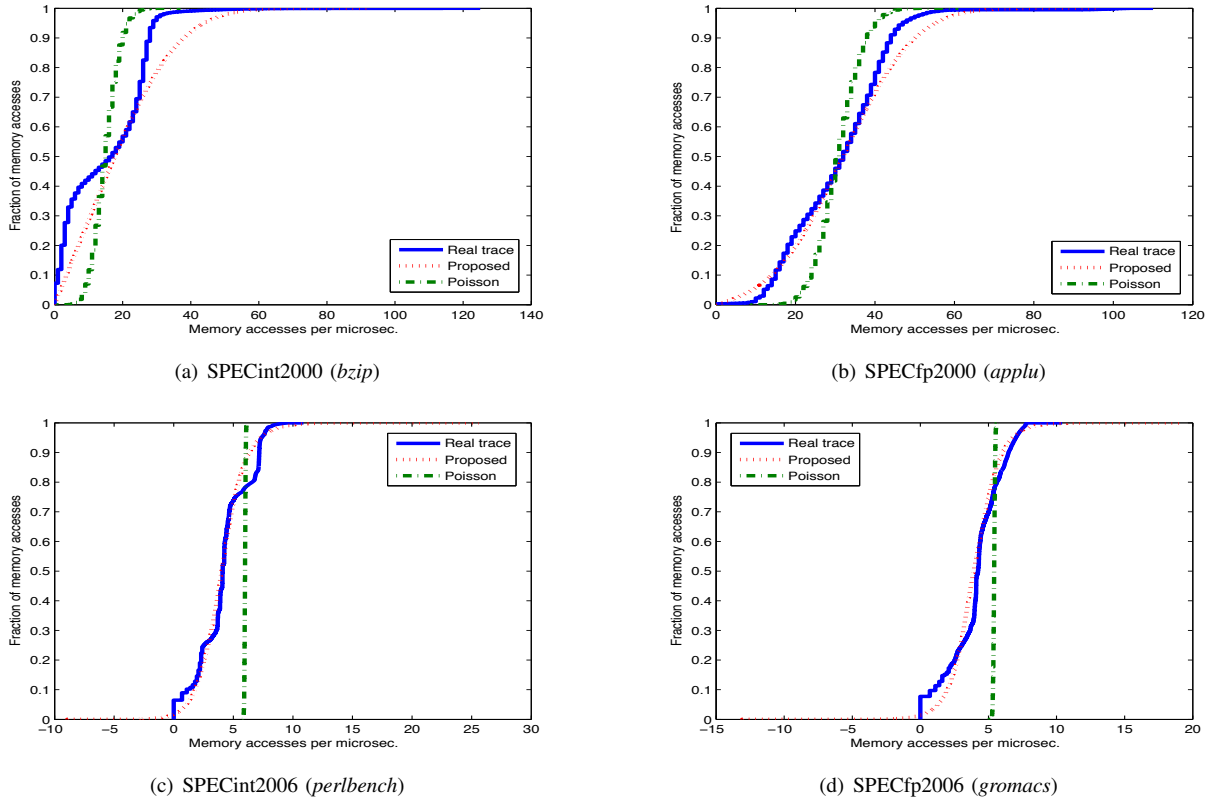 1
0.9
0.8
0.7
0.6
0.5
0.4
0.3
0.2
0.1
0
Fraction of memory accesses
Real trace
Proposed
Poisson
0 20 40 60 80 100 120 140
Memory accesses per microsec.
(a) SPECint2000 (bzip)
1
0.9
0.8
0.7
0.6
0.5
0.4
0.3
0.2
0.1
0
Fraction of memory accesses
Real trace
Proposed
Poisson
0 20 40 60 80 100 120
Memory accesses per microsec.
(b) SPECfp2000 (applu)
1
0.9
0.8
0.7
0.6
0.5
0.4
0.3
0.2
0.1
0
Fraction of memory accesses
Real trace
Proposed
Poisson
−10 −5 0 5 10 15 20 25 30
Memory accesses per microsec.
(c) SPECint2006 (perlbench)
1
0.9
0.8
0.7
0.6
0.5
0.4
0.3
0.2
0.1
0
Fraction of memory accesses
Real trace
Proposed
Poisson
−15 −10 −5 0 5 10 15 20
Memory accesses per microsec.
(d) SPECfp2006 (gromacs)